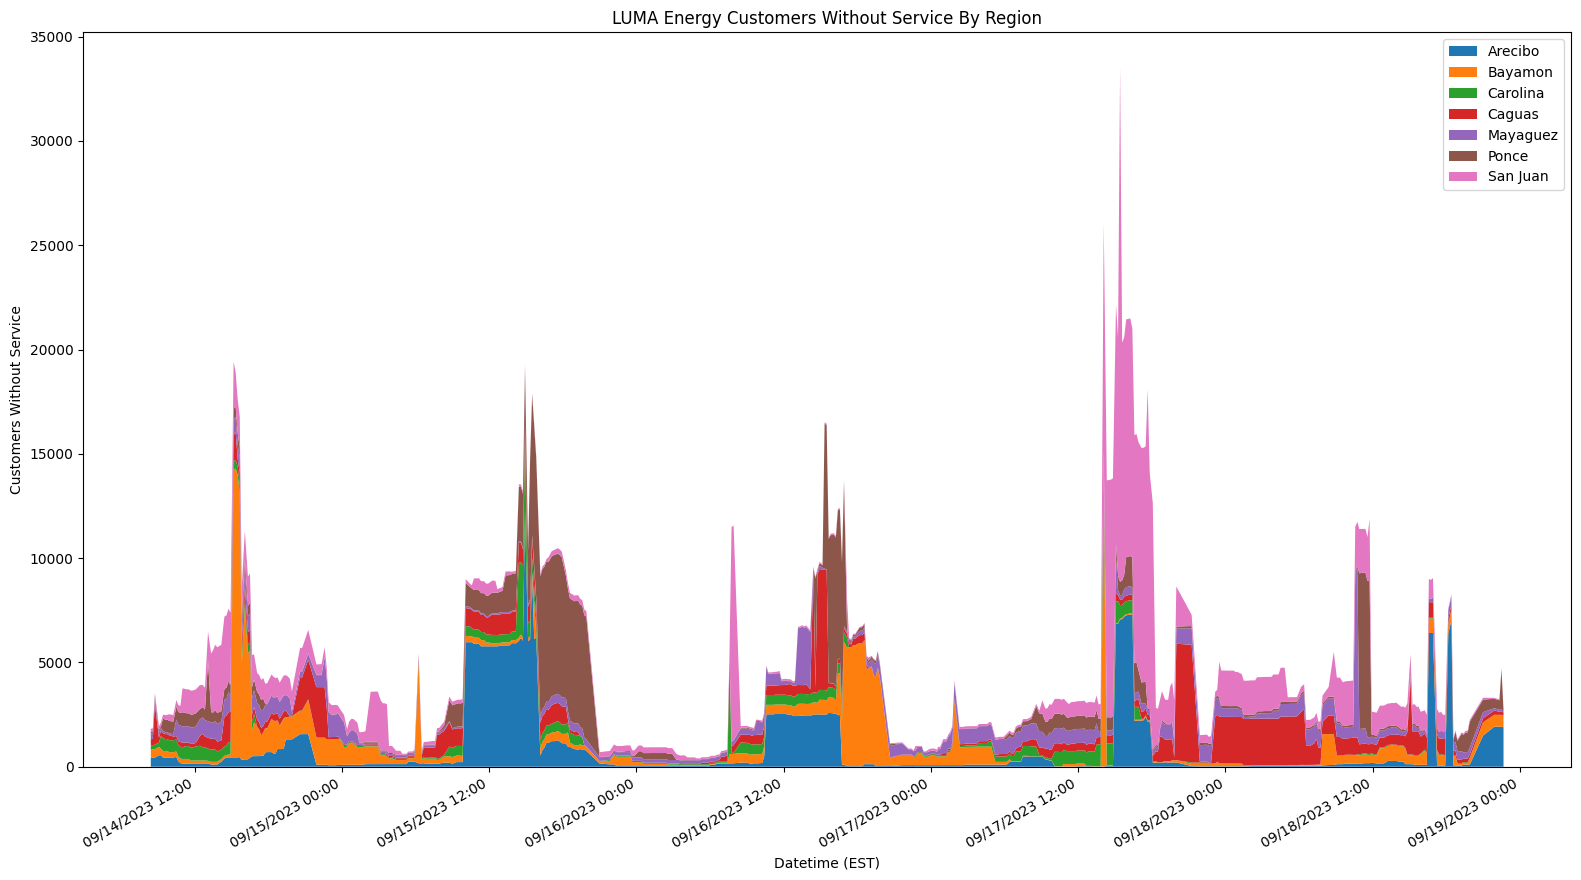 LUMA Energy Customers Without Service By Region
35000
30000
25000
20000
15000
10000
5000
0
Customers Without Service
Arecibo
Bayamon
Carolina
Caguas
Mayaguez
Ponce
San Juan
09/14/2023 12:00
09/15/2023 00:00
09/15/2023 12:00
09/16/2023 00:00
09/16/2023 12:00
09/17/2023 00:00
09/17/2023 12:00
09/18/2023 00:00
09/18/2023 12:00
09/19/2023 00:00
Datetime (EST)